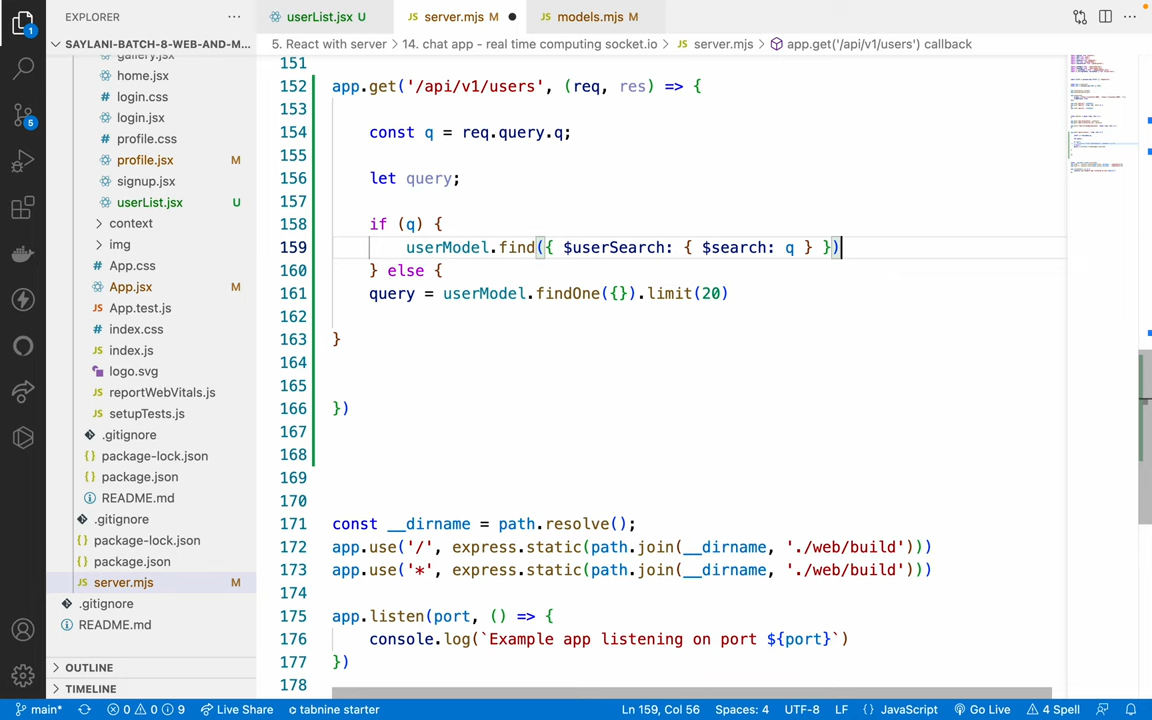 EXPLORER
userList.jsx U
server.mjs M
models.mjs M
SAYLANI-BATCH-8-WEB-AND-M...
5. React with server > 14. chat app - real time computing socket.io > JS server.mjs > app.get('/api/v1/users') callback
gallery.jsx
home.jsx
# login.css
login.jsx
# profile.css
profile.jsx M
signup.jsx
userList.jsx U
context
img
# App.css
App.jsx M
JS App.test.js
# index.css
JS index.js
logo.svg
JS reportWebVitals.js
JS setupTests.js
.gitignore
{} package-lock.json
{} package.json
README.md
.gitignore
{} package-lock.json
{} package.json
JS server.mjs M
.gitignore
README.md
OUTLINE
TIMELINE
1
5
151
152 app.get('/api/v1/users', (req, res) => {
153
154 const q = req.query.q;
155
156 let query;
157
158 if (q) {
159 userModel.find({ $userSearch: { $search: q } })
160 } else {
161 query = userModel.findOne({}).limit(20)
162
163 }
164
165
166 })
167
168
169
170
171 const __dirname = path.resolve();
172 app.use('/', express.static(path.join(__dirname, './web/build')))
173 app.use('*', express.static(path.join(__dirname, './web/build')))
174
175 app.listen(port, () => {
176 console.log(`Example app listening on port ${port}`)
177 })
178
main* 0 0 9 Live Share tabnine starter Ln 159, Col 56 Spaces: 4 UTF-8 LF {} JavaScript Go Live 4 Spell